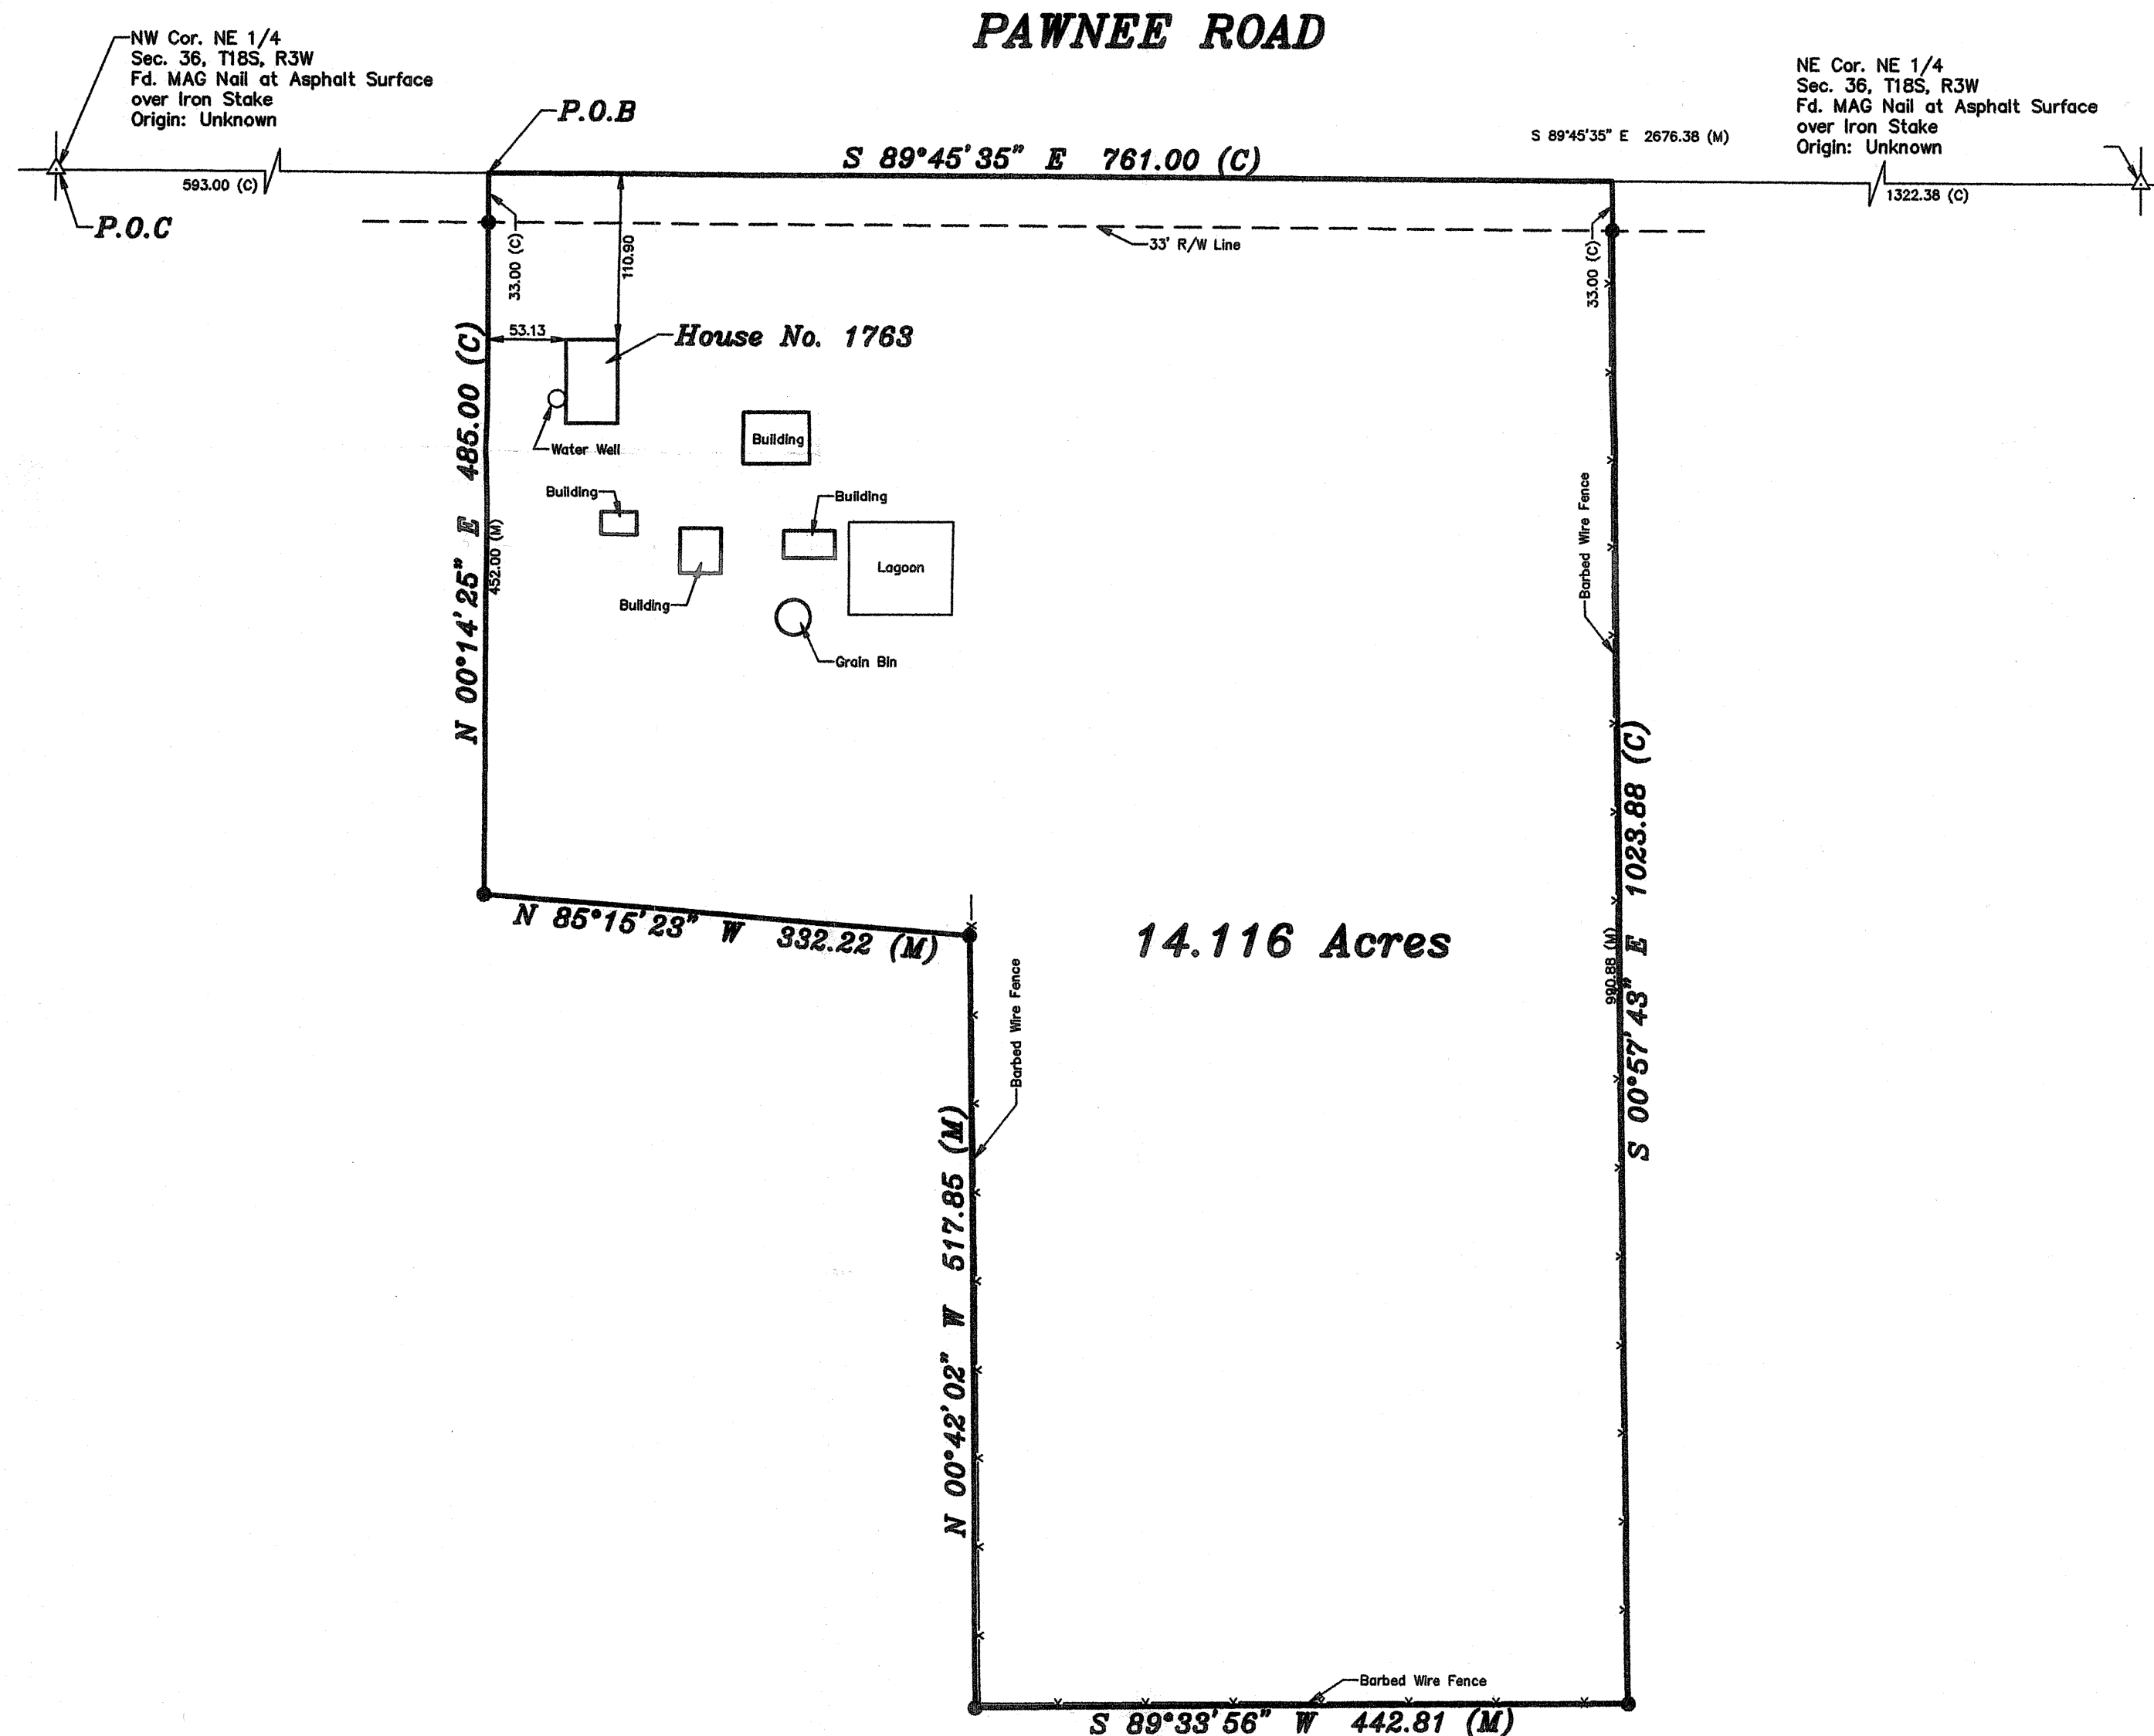 PAWNEE ROAD
NW Cor. NE 1/4
Sec. 36, T18S, R3W
Fd. MAG Nail at Asphalt Surface
over Iron Stake
Origin: Unknown
NE Cor. NE 1/4
Sec. 36, T18S, R3W
Fd. MAG Nail at Asphalt Surface
over Iron Stake
Origin: Unknown
P.O.B
S 89°45'35" E 2676.38 (M)
S 89°45'35" E 761.00 (C)
593.00 (C)
1322.38 (C)
P.O.C
33' R/W Line
33.00 (C)
110.90
33.00 (C)
53.13
House No. 1763
N 00°14'25" E 485.00 (C)
452.00 (M)
Water Well
Building
Building
Building
Building
Lagoon
Grain Bin
Barbed Wire Fence
S 00°57'43" E 1023.88 (C)
990.88 (M)
N 85°15'23" W 332.22 (M)
14.116 Acres
Barbed Wire Fence
N 00°42'02" W 517.85 (M)
Barbed Wire Fence
S 89°33'56" W 442.81 (M)